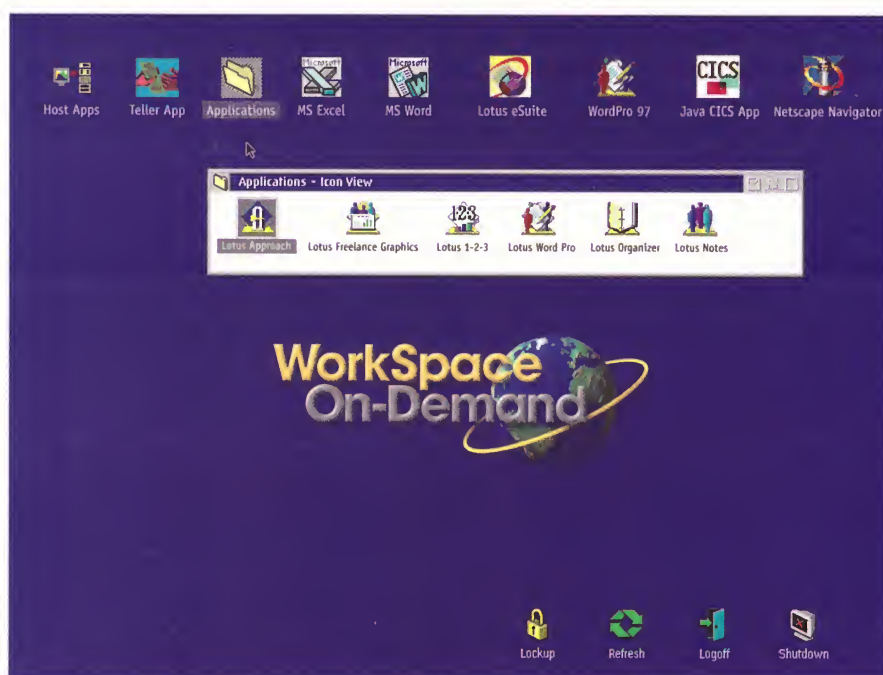 Host Apps
Teller App
Applications
MS Excel
MS Word
Lotus eSuite
WordPro 97
Java CICS App
Netscape Navigator
Microsoft
Microsoft
CICS
Applications - Icon View
Lotus Approach
Lotus Freelance Graphics
Lotus 1-2-3
Lotus Word Pro
Lotus Organizer
Lotus Notes
123
WorkSpace
On-Demand
Lockup
Refresh
Logoff
Shutdown